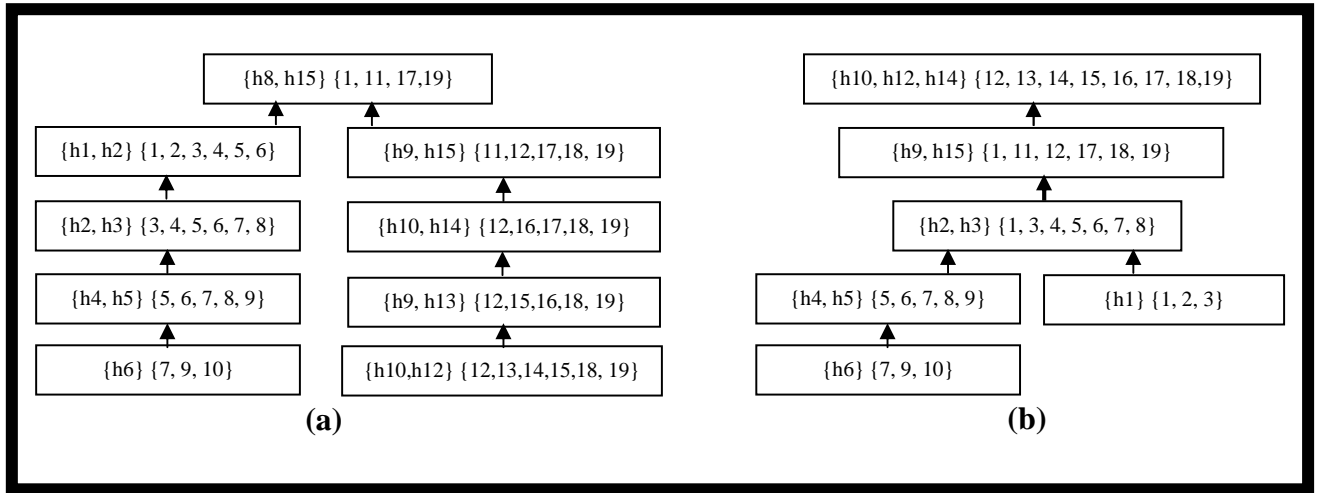 {h8, h15} {1, 11, 17,19}
{h1, h2} {1, 2, 3, 4, 5, 6}
{h9, h15} {11,12,17,18, 19}
{h2, h3} {3, 4, 5, 6, 7, 8}
{h10, h14} {12,16,17,18, 19}
{h4, h5} {5, 6, 7, 8, 9}
{h9, h13} {12,15,16,18, 19}
{h6} {7, 9, 10}
{h10,h12} {12,13,14,15,18, 19}
(a)
{h10, h12, h14} {12, 13, 14, 15, 16, 17, 18,19}
{h9, h15} {1, 11, 12, 17, 18, 19}
{h2, h3} {1, 3, 4, 5, 6, 7, 8}
{h4, h5} {5, 6, 7, 8, 9}
{h1} {1, 2, 3}
{h6} {7, 9, 10}
(b)